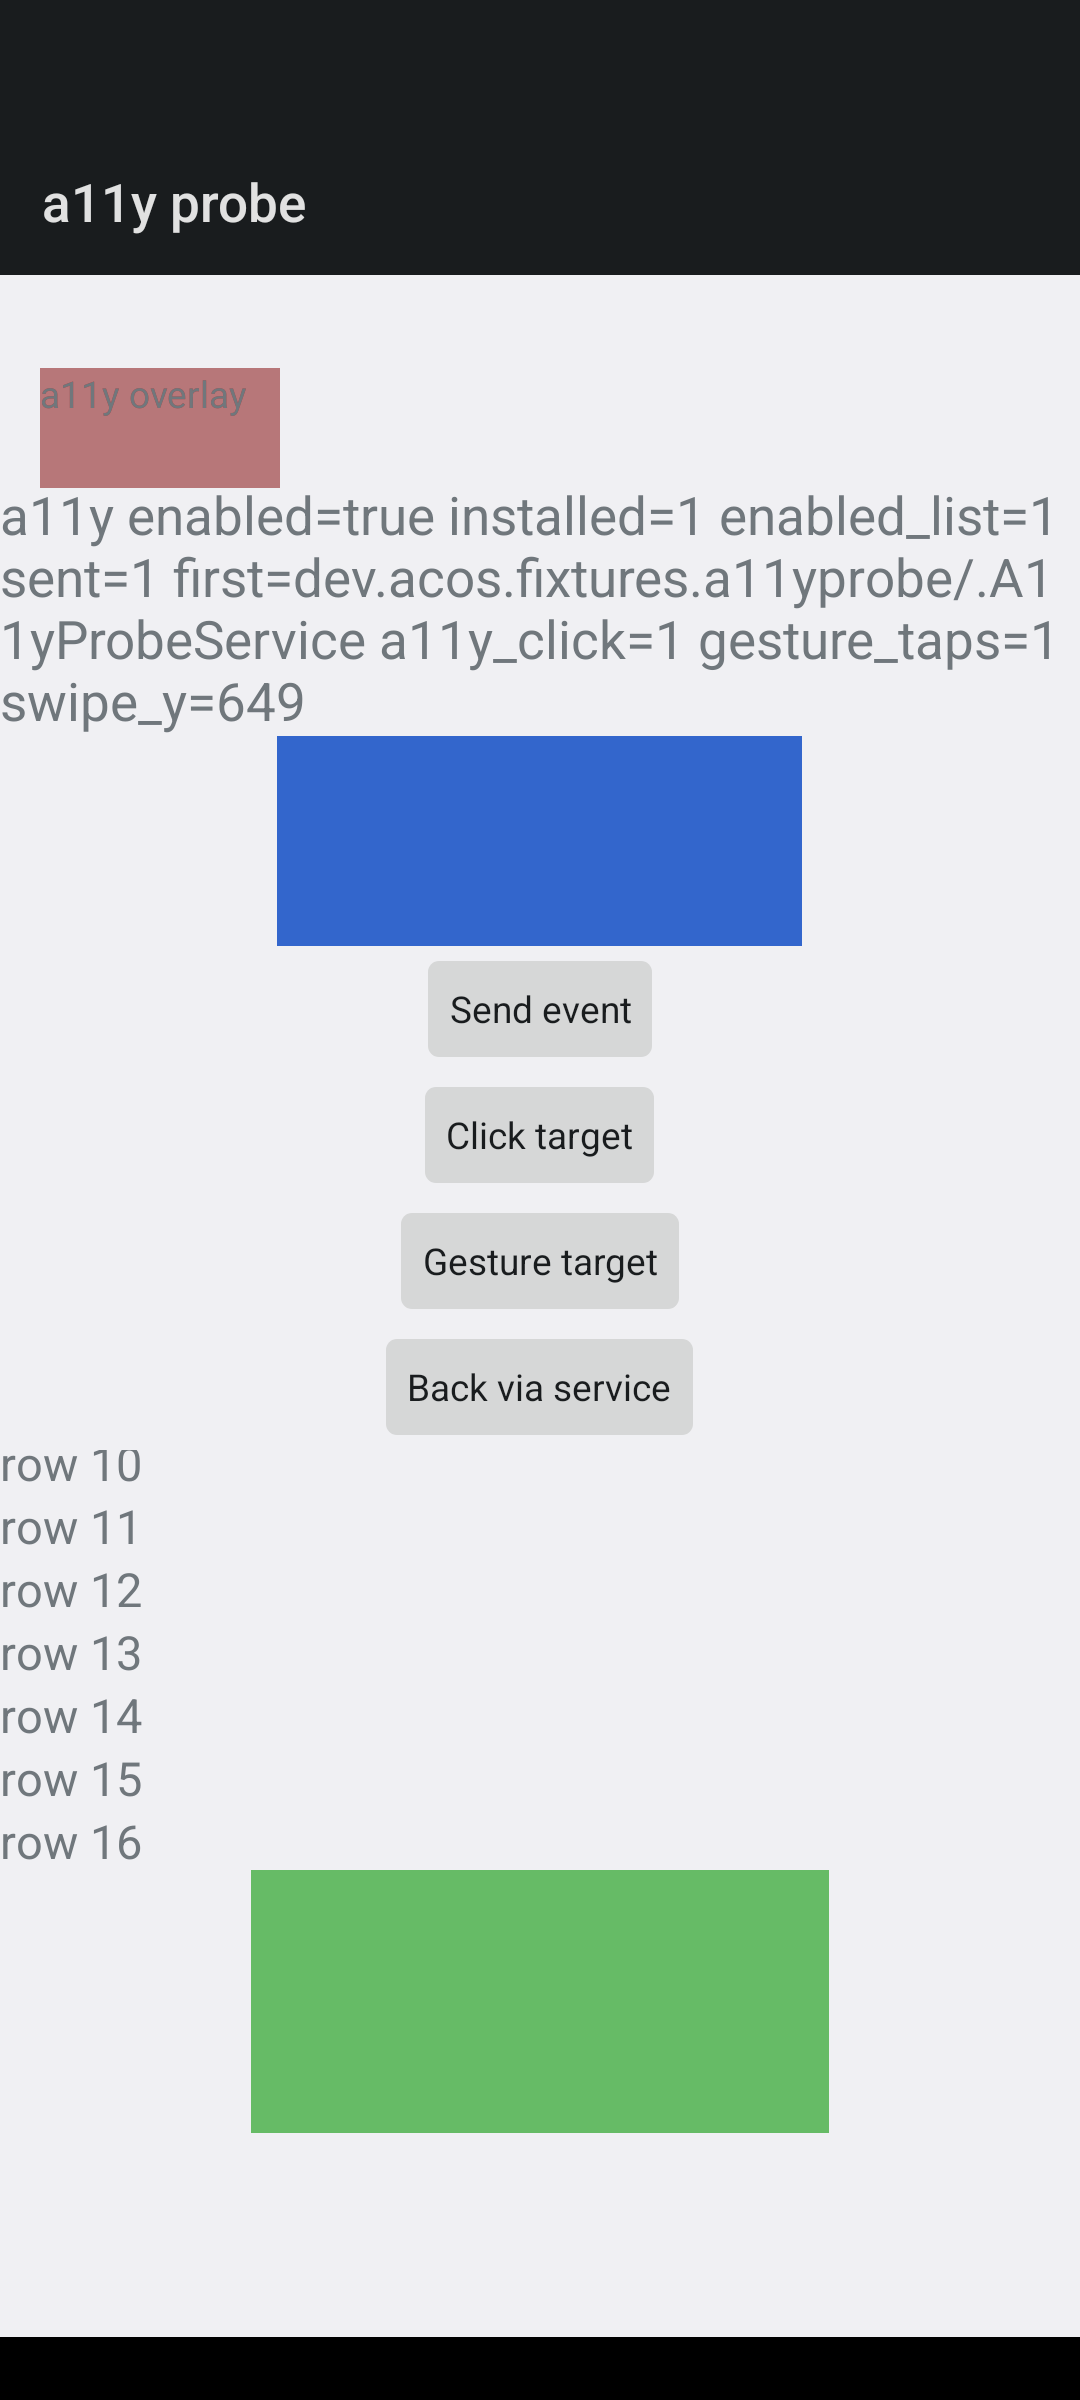 a11y probe
a11y overlay
a11y enabled=true installed=1 enabled_list=1
sent=1 first=dev.acos.fixtures.a11yprobe/.A1
1yProbeService a11y_click=1 gesture_taps=1
swipe_y=649
Send event
Click target
Gesture target
Back via service
row 10
row 11
row 12
row 13
row 14
row 15
row 16